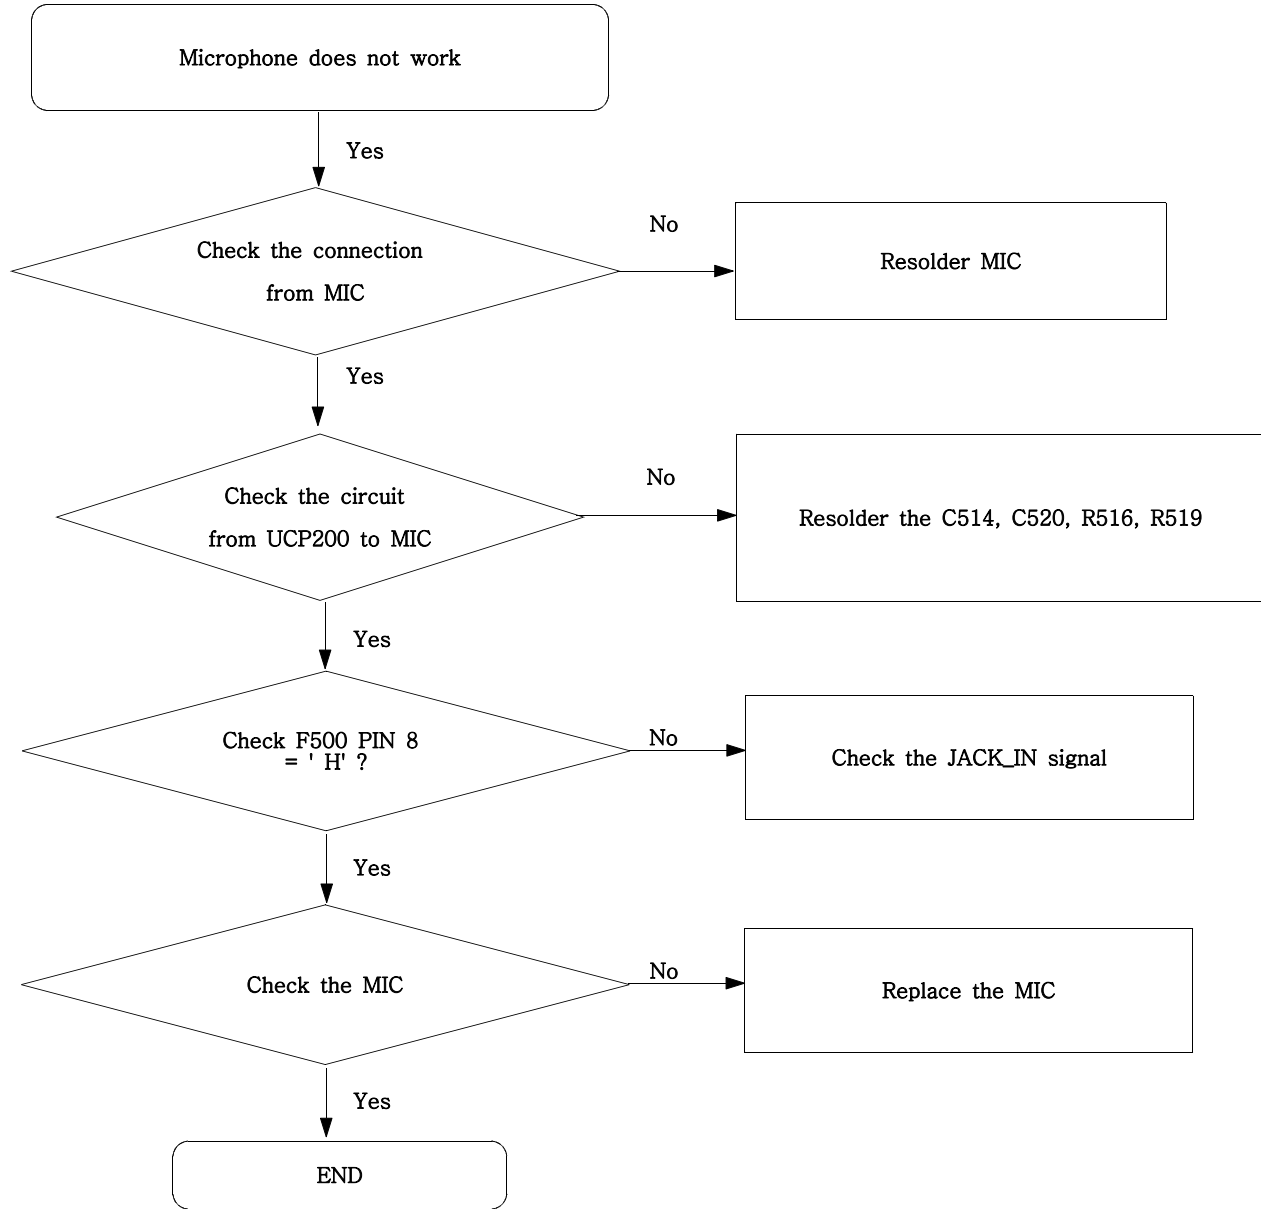 Microphone does not work
Yes
Check the connection
from MIC
No
Resolder MIC
Yes
Check the circuit
from UCP200 to MIC
No
Resolder the C514, C520, R516, R519
Yes
Check F500 PIN 8
= ' H' ?
No
Check the JACK_IN signal
Yes
Check the MIC
No
Replace the MIC
Yes
END